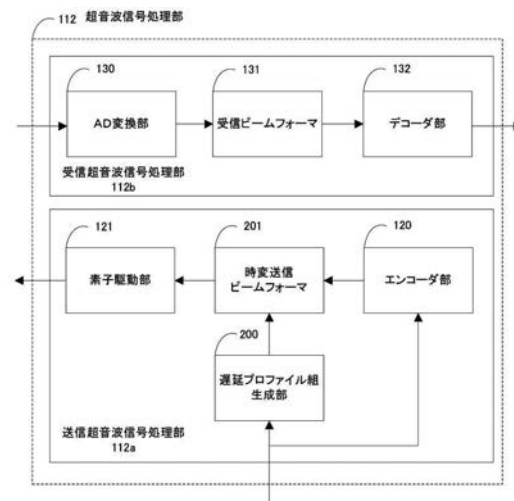 112 超音波信号処理部
130
131
132
AD変換部
受信ビームフォーマ
デコーダ部
受信超音波信号処理部
112b
121
201
120
素子駆動部
時変送信
ビームフォーマ
エンコーダ部
200
遅延プロファイル組
生成部
送信超音波信号処理部
112a